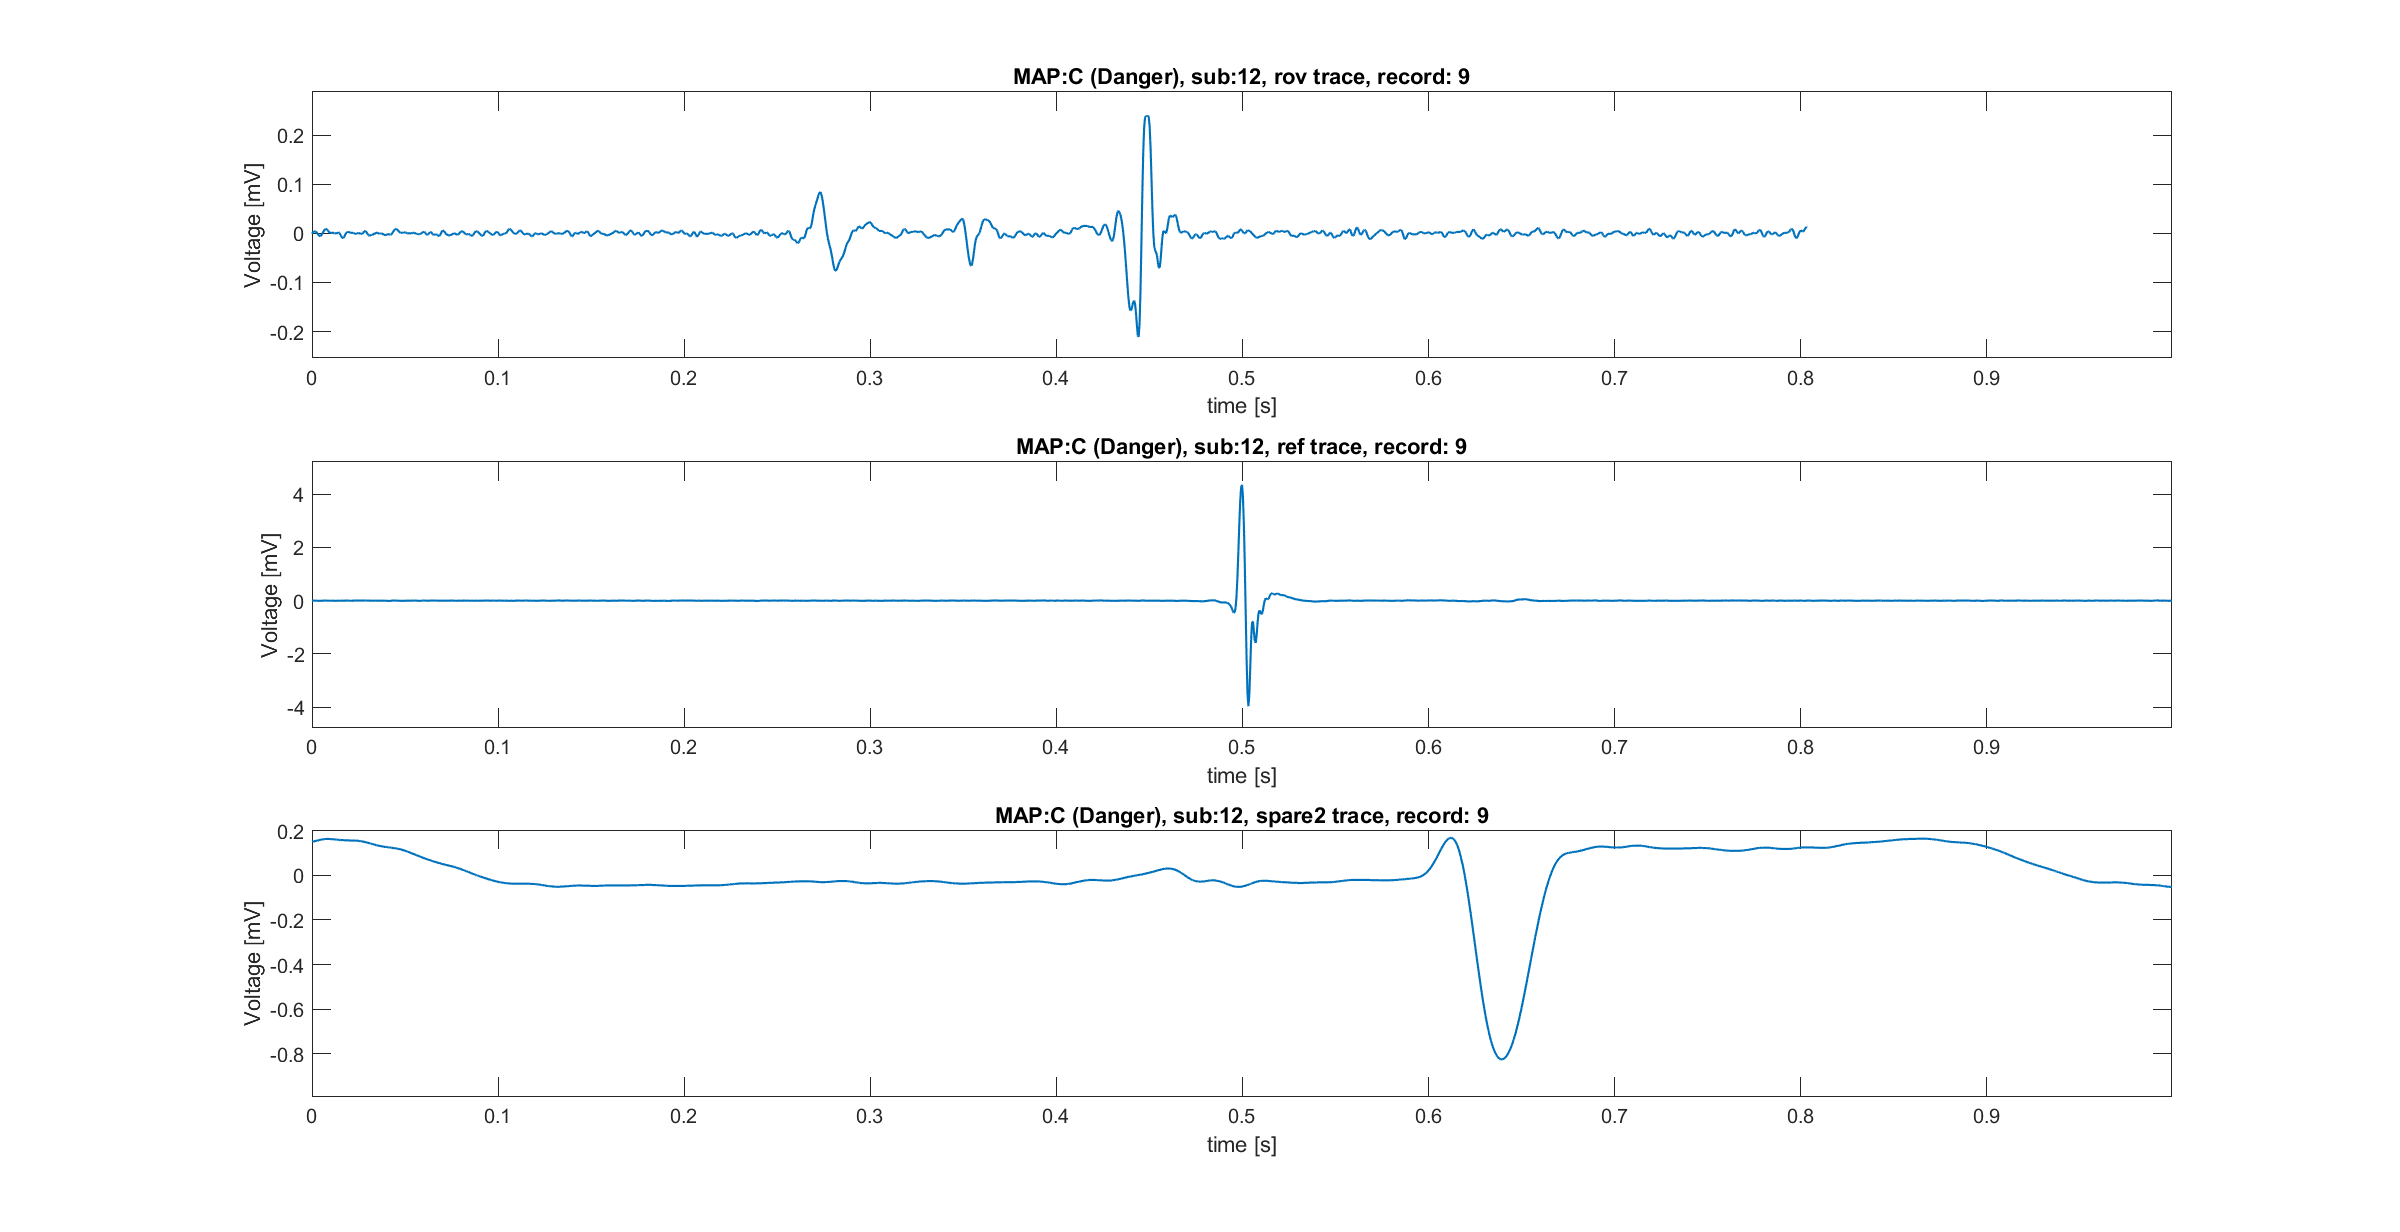 MAP:C (Danger), sub:12, rov trace, record: 9
Voltage [mV]
0.2
0.1
0
-0.1
-0.2
0 0.1 0.2 0.3 0.4 0.5 0.6 0.7 0.8 0.9
time [s]
MAP:C (Danger), sub:12, ref trace, record: 9
Voltage [mV]
4
2
0
-2
-4
0 0.1 0.2 0.3 0.4 0.5 0.6 0.7 0.8 0.9
time [s]
MAP:C (Danger), sub:12, spare2 trace, record: 9
Voltage [mV]
0.2
0
-0.2
-0.4
-0.6
-0.8
0 0.1 0.2 0.3 0.4 0.5 0.6 0.7 0.8 0.9
time [s]